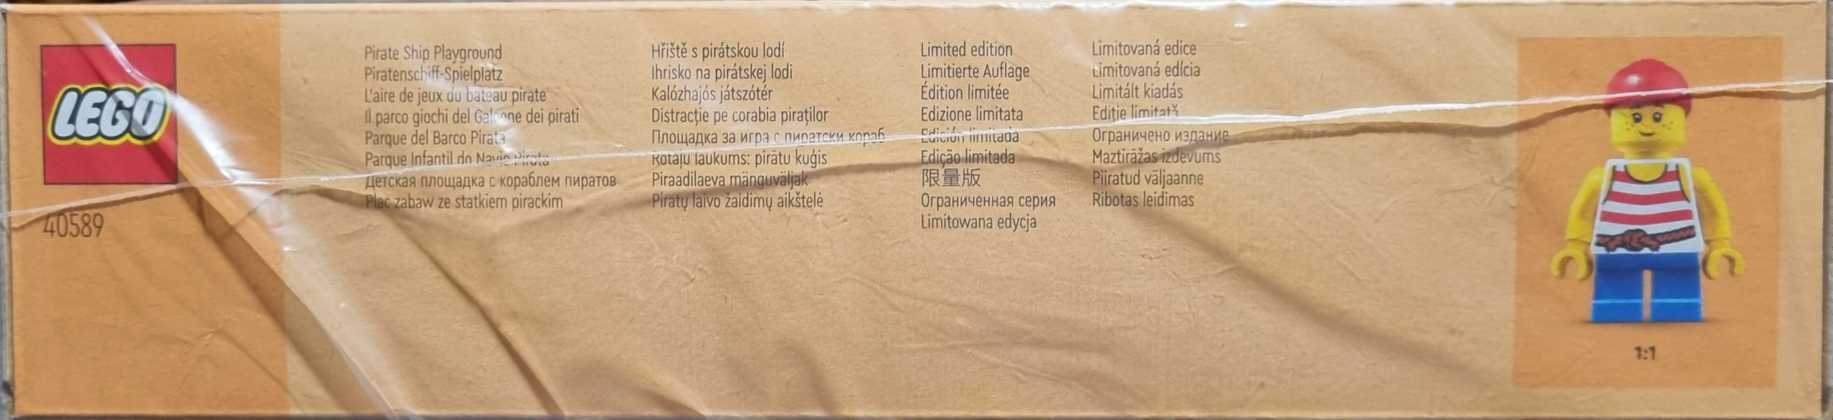 LEGO
40589
Pirate Ship Playground
Piratenschiff-Spielplatz
L'aire de jeux du bateau pirate
Il parco giochi del Galeone dei pirati
Parque del Barco Pirata
Parque Infantil do Navio Pirata
Детская площадка с кораблем пиратов
Plac zabaw ze statkiem pirackim
Hřiště s pirátskou lodí
Ihrisko na pirátskej lodi
Kalózhajós játszótér
Distracție pe corabia piraților
Площадка за игра с пиратски кораб
Rotaļu laukums: pirātu kuģis
Piraadilaeva mänguväljak
Piratų laivo žaidimų aikštelė
Limited edition
Limitierte Auflage
Édition limitée
Edizione limitata
Edición limitada
Edição limitada
限量版
Ограниченная серия
Limitowana edycja
Limitovaná edice
Limitovaná edícia
Limitált kiadás
Ediție limitată
Ограничено издание
Maztirāžas izdevums
Piiratud väljaanne
Ribotas leidimas
1:1